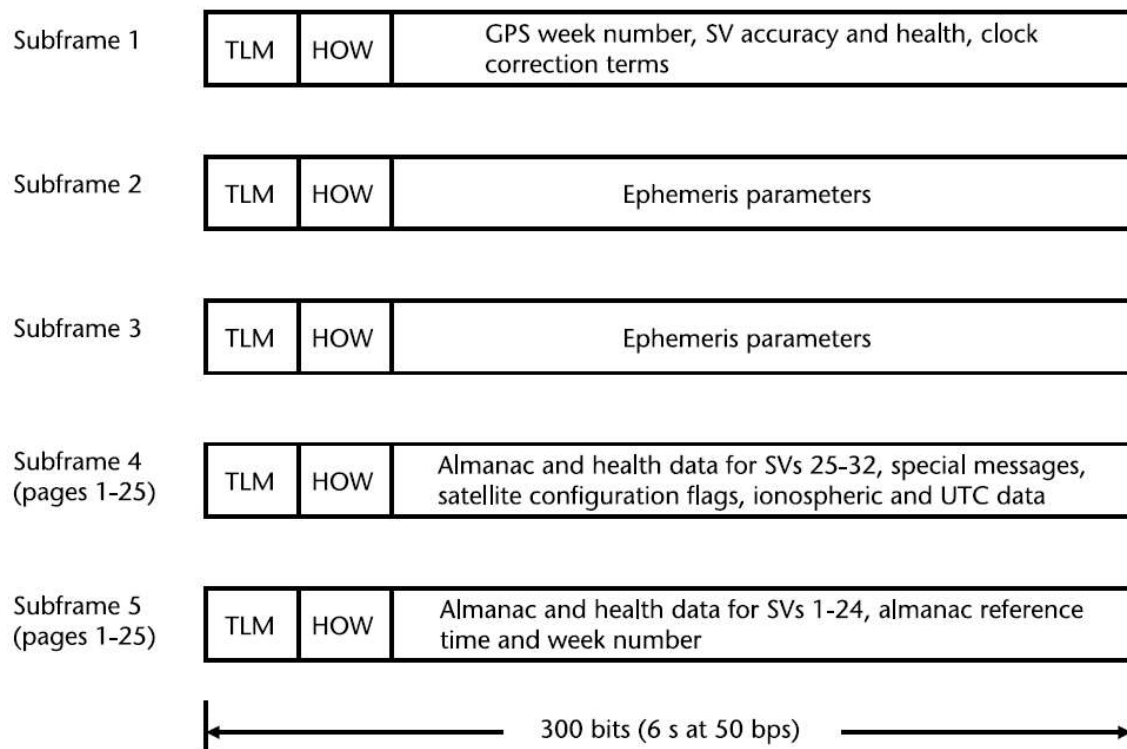 Subframe 1
TLM HOW GPS week number, SV accuracy and health, clock
correction terms
Subframe 2
TLM HOW Ephemeris parameters
Subframe 3
TLM HOW Ephemeris parameters
Subframe 4
(pages 1-25)
TLM HOW Almanac and health data for SVs 25-32, special messages,
satellite configuration flags, ionospheric and UTC data
Subframe 5
(pages 1-25)
TLM HOW Almanac and health data for SVs 1-24, almanac reference
time and week number
300 bits (6 s at 50 bps)